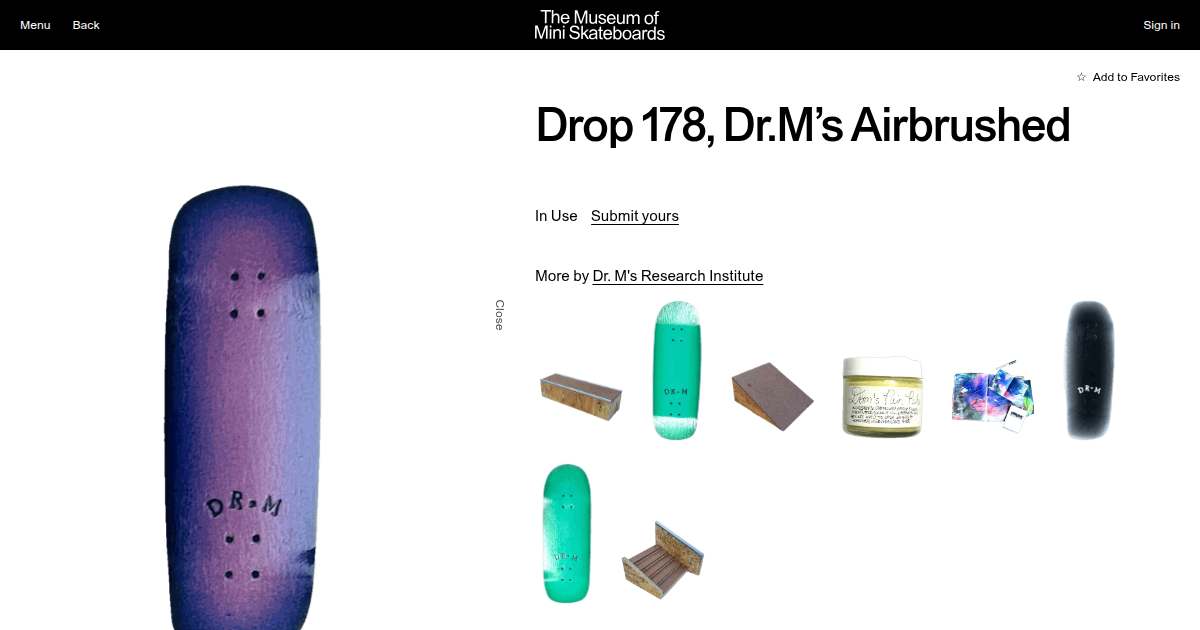 Menu
Back
The Museum of
Mini Skateboards
Sign in
☆ Add to Favorites
Drop 178, Dr.M’s Airbrushed
In Use Submit yours
More by Dr. M's Research Institute
Close
DR•M
DR•M
DR•M
DR•M